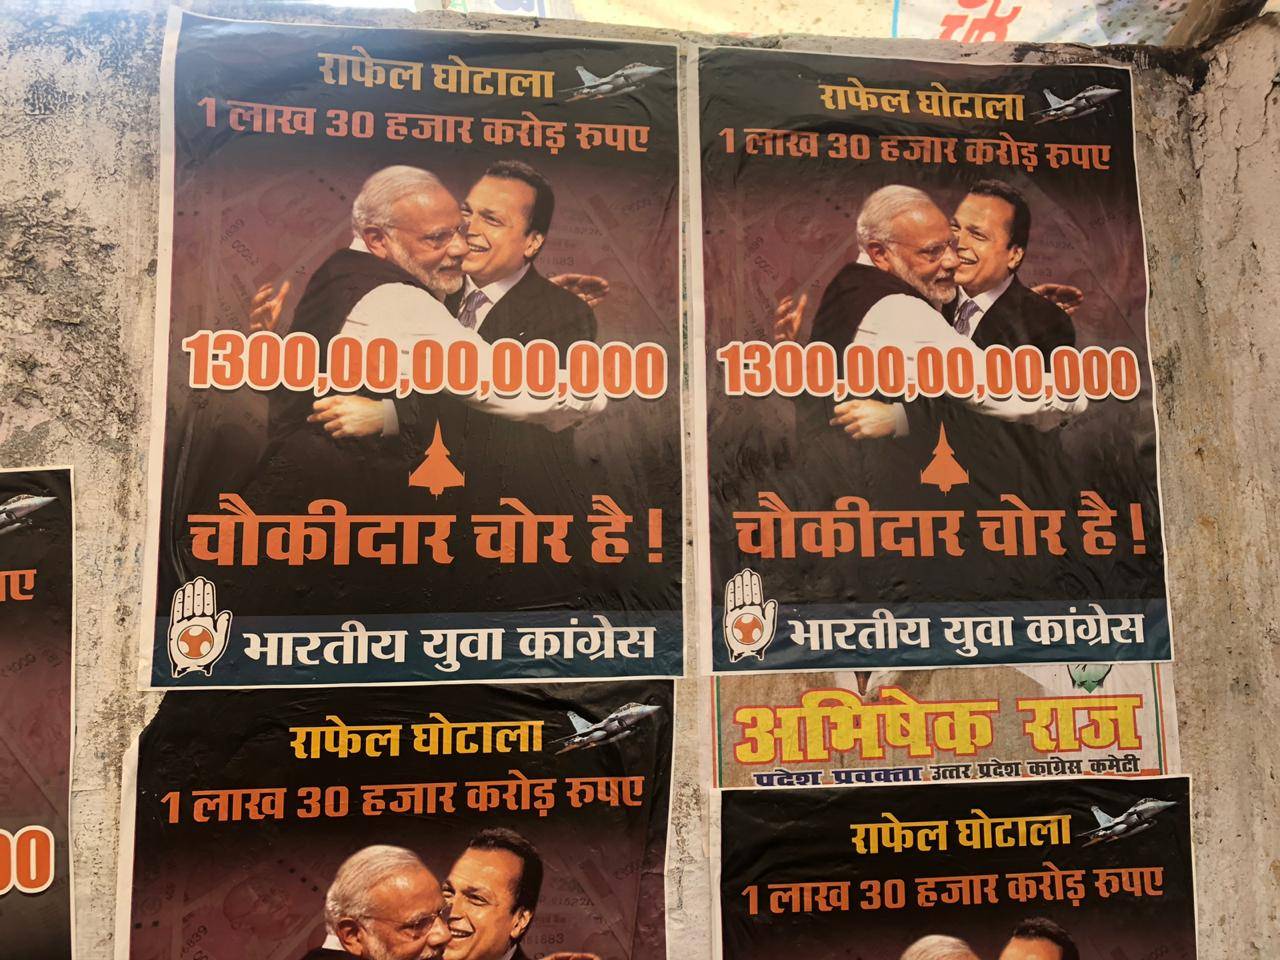 राफेल घोटाला
1 लाख 30 हजार करोड़ रूपए
1300,00,00,00,000
चौकीदार चोर है!
भारतीय युवा कांग्रेस
राफेल घोटाला
1 लाख 30 हजार करोड़ रूपए
1300,00,00,00,000
चौकीदार चोर है!
भारतीय युवा कांग्रेस
अभिषेक राज
प्रदेश प्रवक्ता उत्तर प्रदेश कांग्रेस कमेटी
राफेल घोटाला
1 लाख 30 हजार करोड़ रूपए
राफेल घोटाला
1 लाख 30 हजार करोड़ रूपए